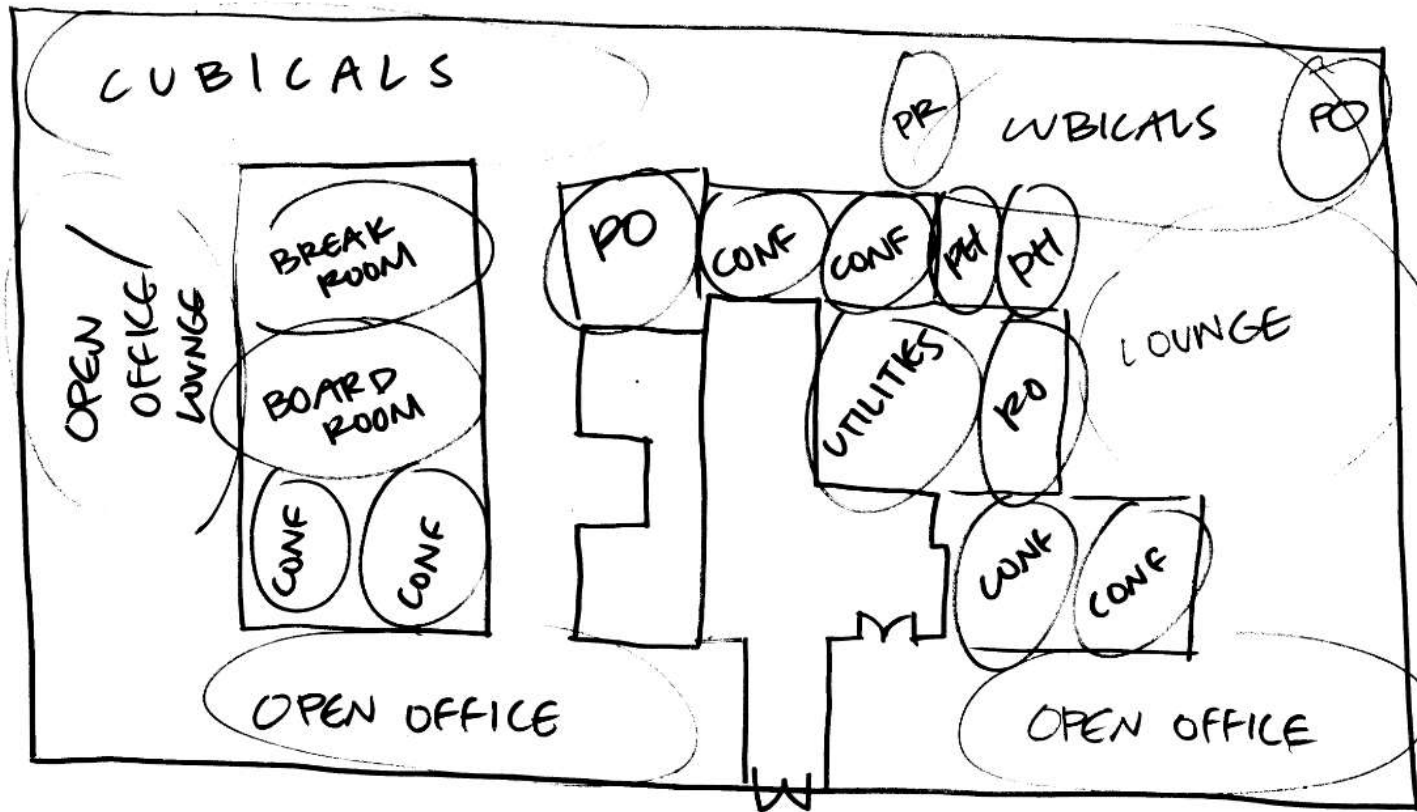 CUBICALS
PR
CUBICALS
PO
BREAK
ROOM
PO
CONF
CONF
PH
PH
OPEN
OFFICE/
LOUNGE
BOARD
ROOM
UTILITIES
PO
LOUNGE
CONF
CONF
CONF
CONF
OPEN OFFICE
OPEN OFFICE